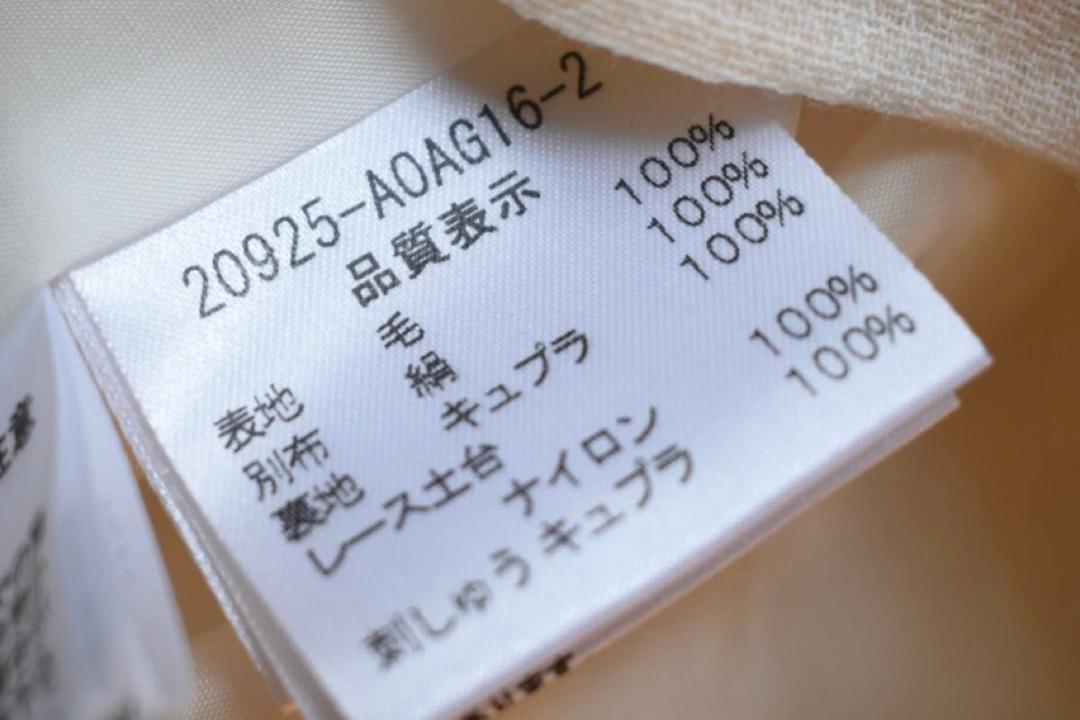 20925-AOAG16-2
品質表示
表地 毛 100%
別布 絹 100%
裏地 キュプラ 100%
レース土台
ナイロン 100%
刺しゅう キュプラ 100%